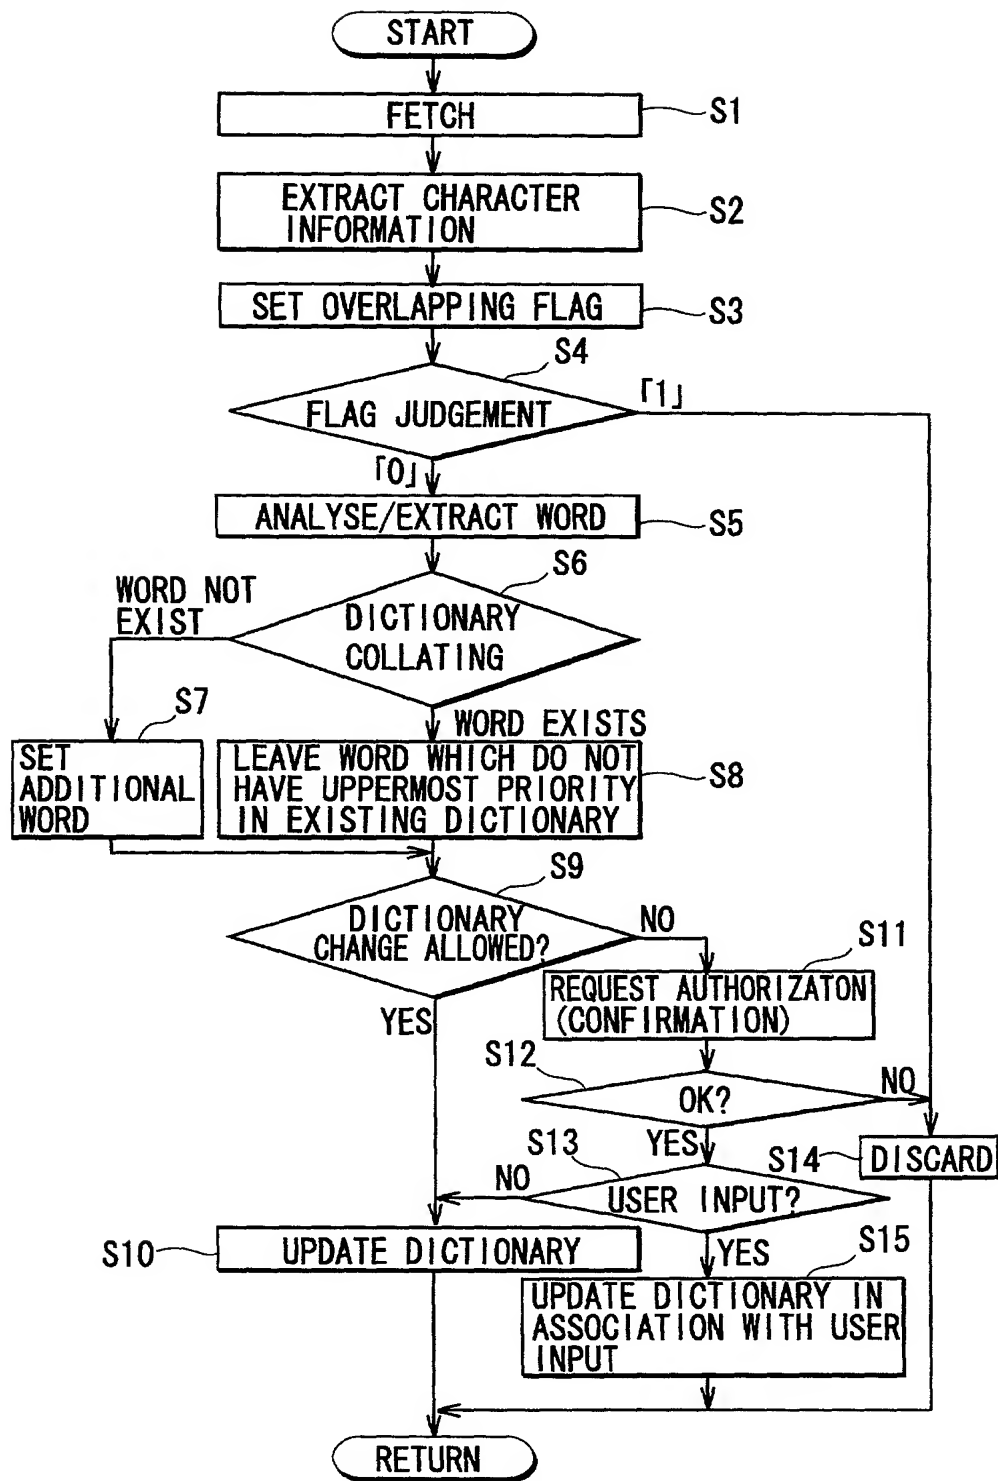 START
FETCH
S1
EXTRACT CHARACTER
INFORMATION
S2
SET OVERLAPPING FLAG
S3
S4
FLAG JUDGEMENT
「1」
「0」
ANALYSE/EXTRACT WORD
S5
S6
WORD NOT
EXIST
DICTIONARY
COLLATING
S7
WORD EXISTS
SET
ADDITIONAL
WORD
LEAVE WORD WHICH DO NOT
HAVE UPPERMOST PRIORITY
IN EXISTING DICTIONARY
S8
S9
DICTIONARY
CHANGE ALLOWED?
NO
S11
YES
REQUEST AUTHORIZATON
(CONFIRMATION)
S12
OK?
NO
YES
S13
S14
DISCARD
NO
USER INPUT?
S10
UPDATE DICTIONARY
YES
S15
UPDATE DICTIONARY IN
ASSOCIATION WITH USER
INPUT
RETURN